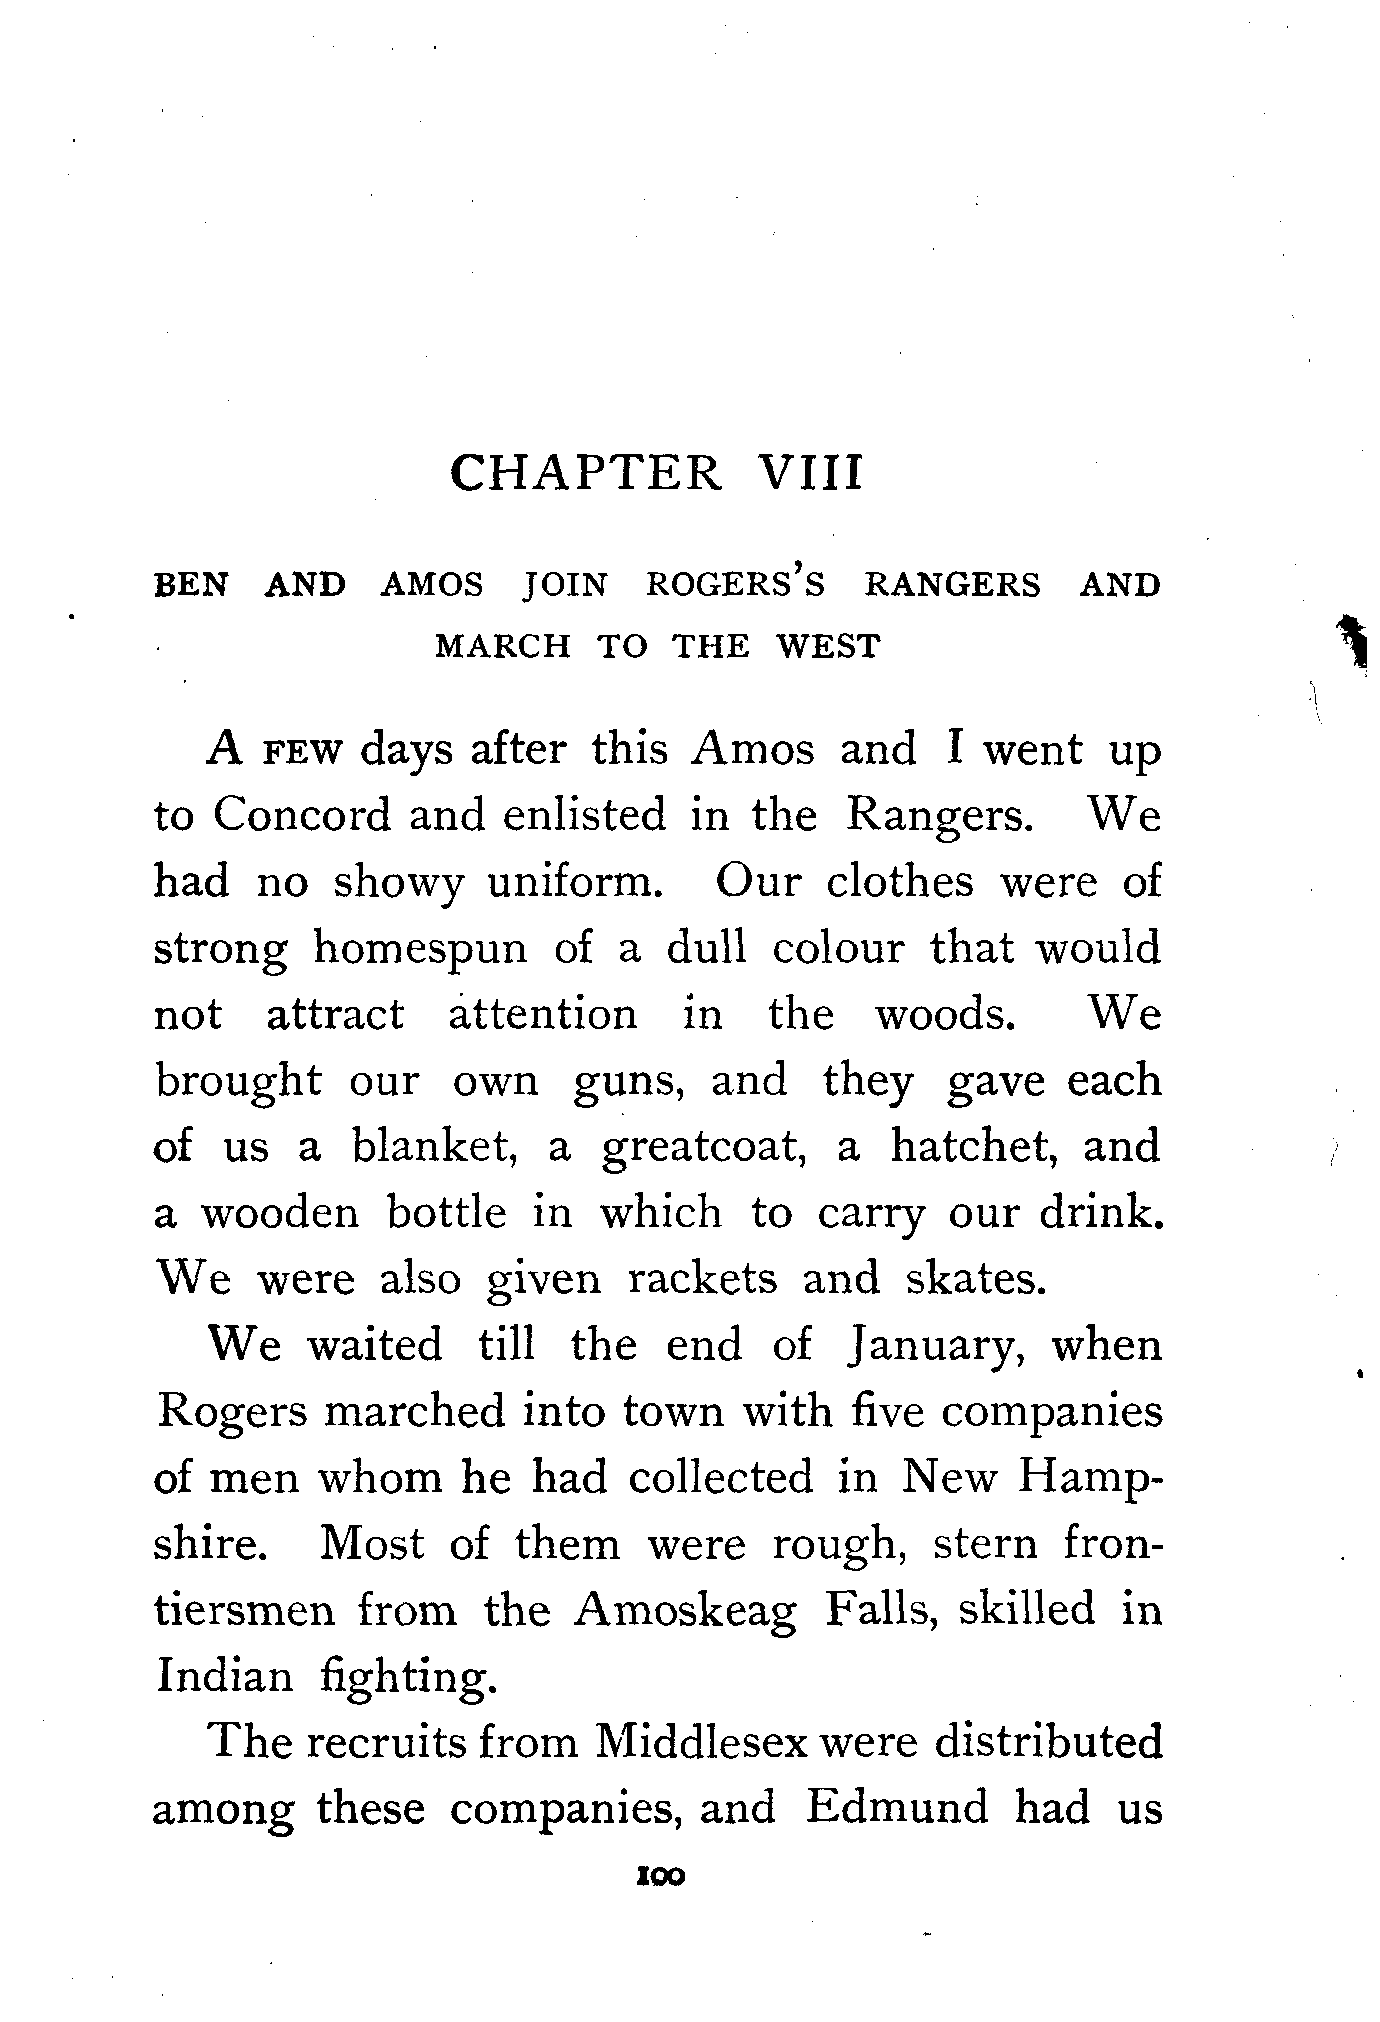 CHAPTER VIII
BEN AND AMOS JOIN ROGERS'S RANGERS AND
MARCH TO THE WEST
A FEW days after this Amos and I went up
to Concord and enlisted in the Rangers. We
had no showy uniform. Our clothes were of
strong homespun of a dull colour that would
not attract attention in the woods. We
brought our own guns, and they gave each
of us a blanket, a greatcoat, a hatchet, and
a wooden bottle in which to carry our drink.
We were also given rackets and skates.
We waited till the end of January, when
Rogers marched into town with five companies
of men whom he had collected in New Hamp-
shire. Most of them were rough, stern fron-
tiersmen from the Amoskeag Falls, skilled in
Indian fighting.
The recruits from Middlesex were distributed
among these companies, and Edmund had us
100